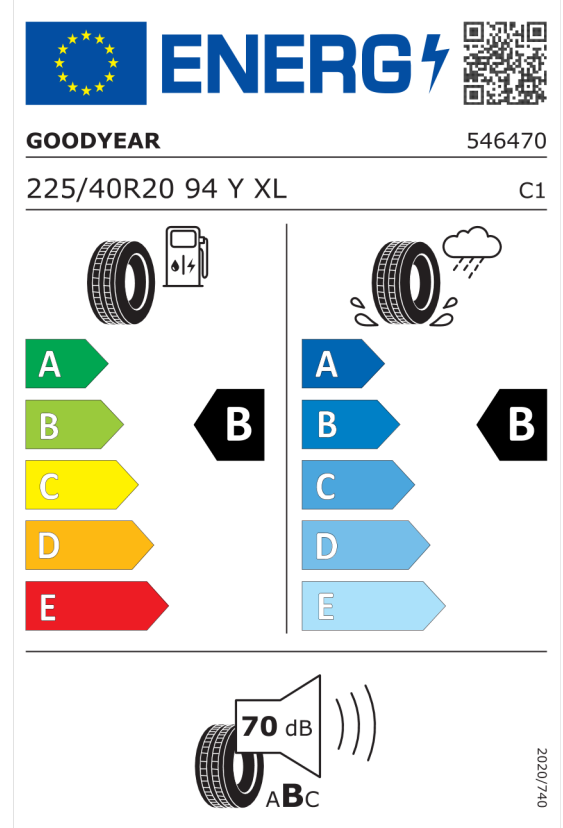 ENERG
GOODYEAR 546470
225/40R20 94 Y XL C1
A A
B B B B
C C
D D
E E
70 dB
ABC
2020/740